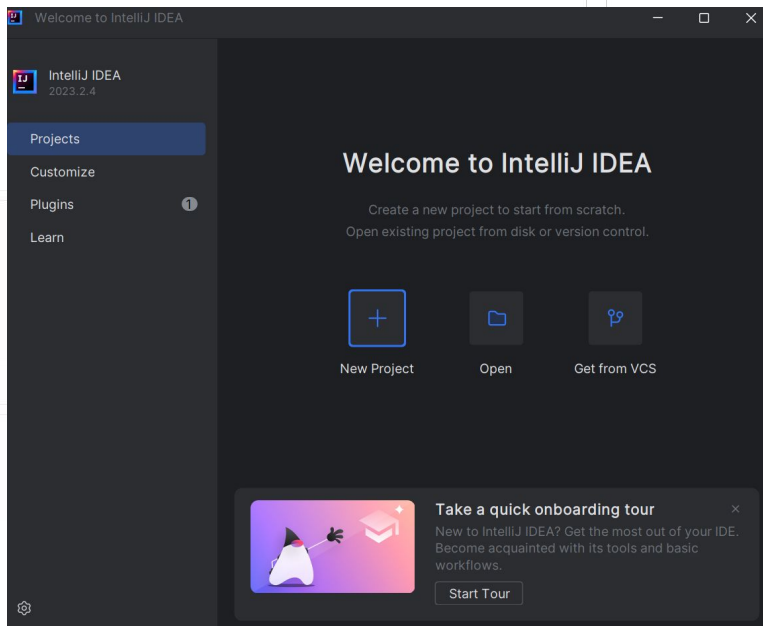 Welcome to IntelliJ IDEA
IntelliJ IDEA
2023.2.4
Projects
Customize
Plugins 1
Learn
Welcome to IntelliJ IDEA
Create a new project to start from scratch.
Open existing project from disk or version control.
New Project Open Get from VCS
Take a quick onboarding tour
New to IntelliJ IDEA? Get the most out of your IDE.
Become acquainted with its tools and basic
workflows.
Start Tour